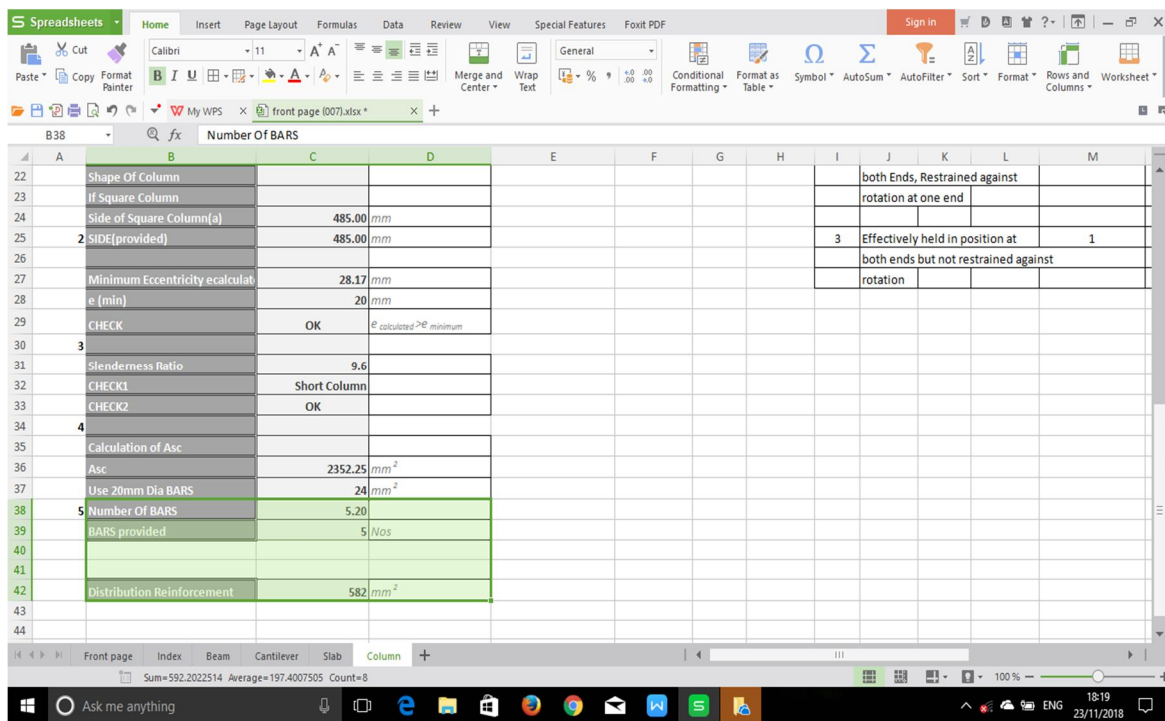 Spreadsheets Home Insert Page Layout Formulas Data Review View Special Features Foxit PDF Sign in
Cut Calibri 11 General
Paste Copy Format Painter B I U Merge and Center Wrap Text Conditional Formatting Format as Table Symbol AutoSum AutoFilter Sort Format Rows and Columns Worksheet
My WPS front page (007).xlsx *
B38 fx Number Of BARS
A B C D E F G H I J K L M
22 Shape Of Column both Ends, Restrained against
23 If Square Column rotation at one end
24 Side of Square Column(a) 485.00 mm
25 2 SIDE(provided) 485.00 mm 3 Effectively held in position at 1
26 both ends but not restrained against
27 Minimum Eccentricity ecalculat 28.17 mm rotation
28 e (min) 20 mm
29 CHECK OK e calculated >e minimum
30 3
31 Slenderness Ratio 9.6
32 CHECK1 Short Column
33 CHECK2 OK
34 4
35 Calculation of Asc
36 Asc 2352.25 mm²
37 Use 20mm Dia BARS 24 mm²
38 5 Number Of BARS 5.20
39 BARS provided 5 Nos
40
41
42 Distribution Reinforcement 582 mm²
43
44
Front page Index Beam Cantilever Slab Column
Sum=592.2022514 Average=197.4007505 Count=8 100 %
Ask me anything ENG 18:19
23/11/2018